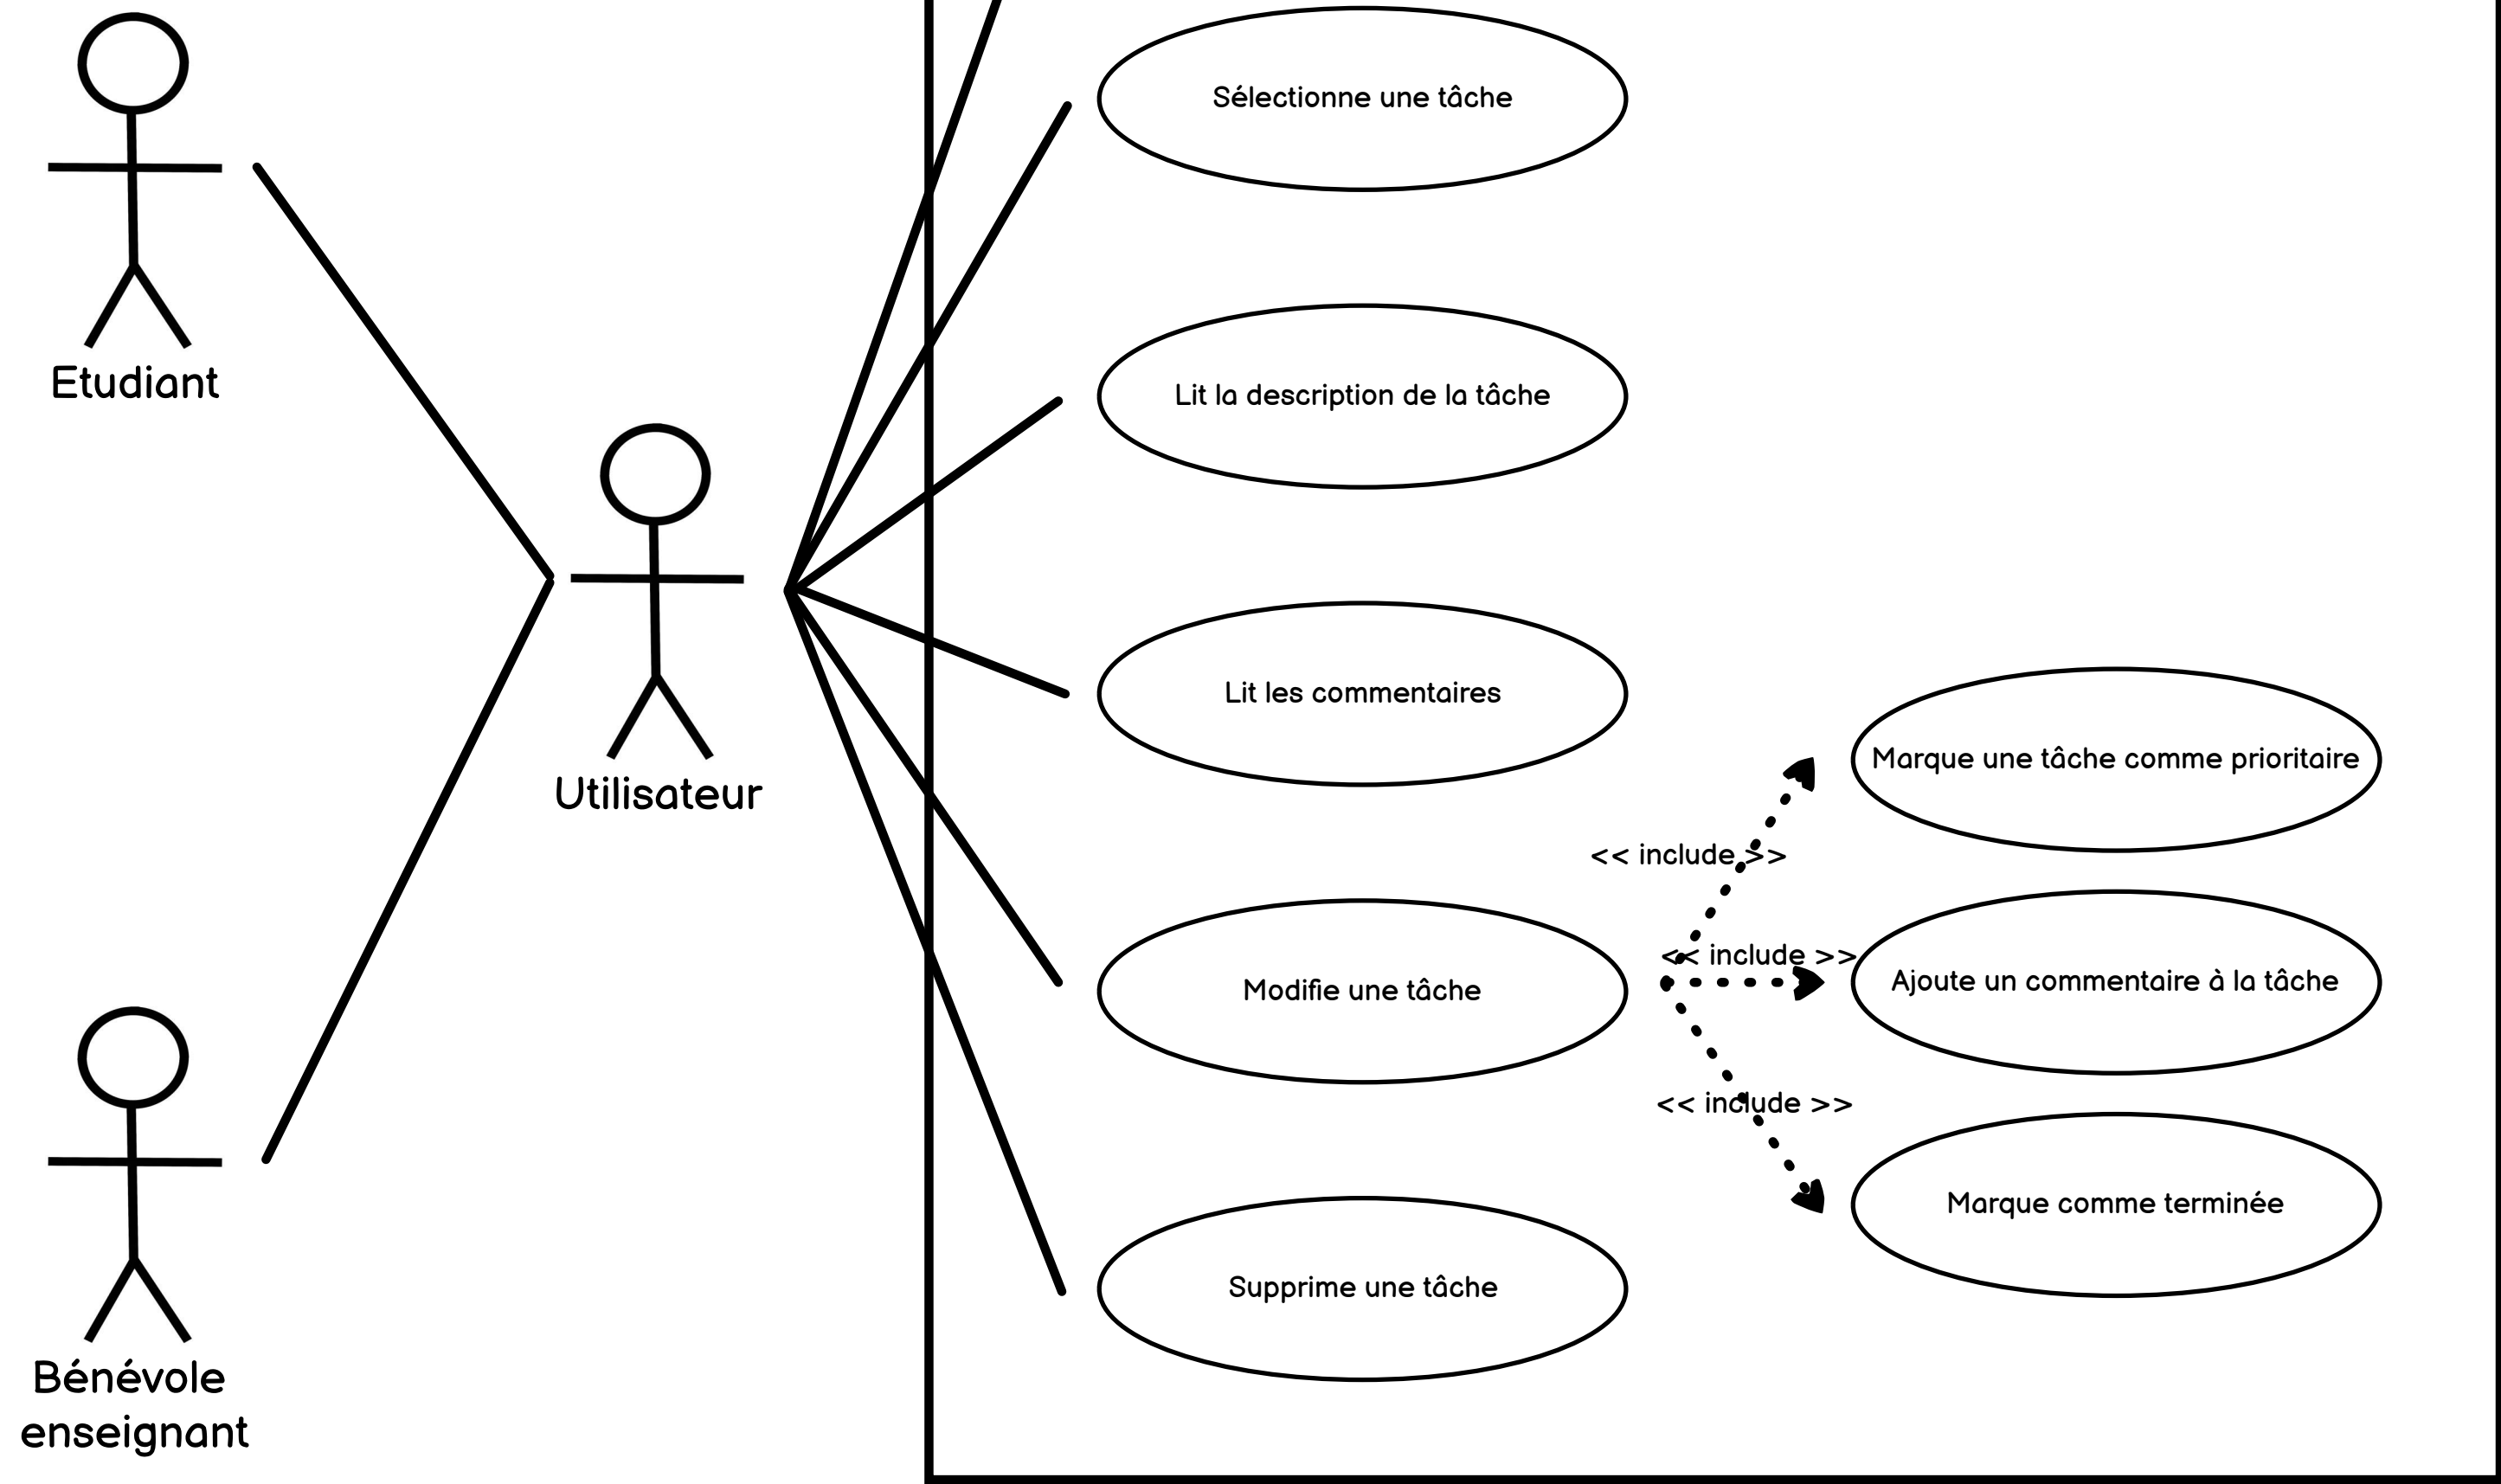 Sélectionne une tâche
Etudiant
Lit la description de la tâche
Utilisateur
Lit les commentaires
Marque une tâche comme prioritaire
<< include >>
<< include >>
Modifie une tâche
Ajoute un commentaire à la tâche
<< include >>
Marque comme terminée
Supprime une tâche
Bénévole
enseignant